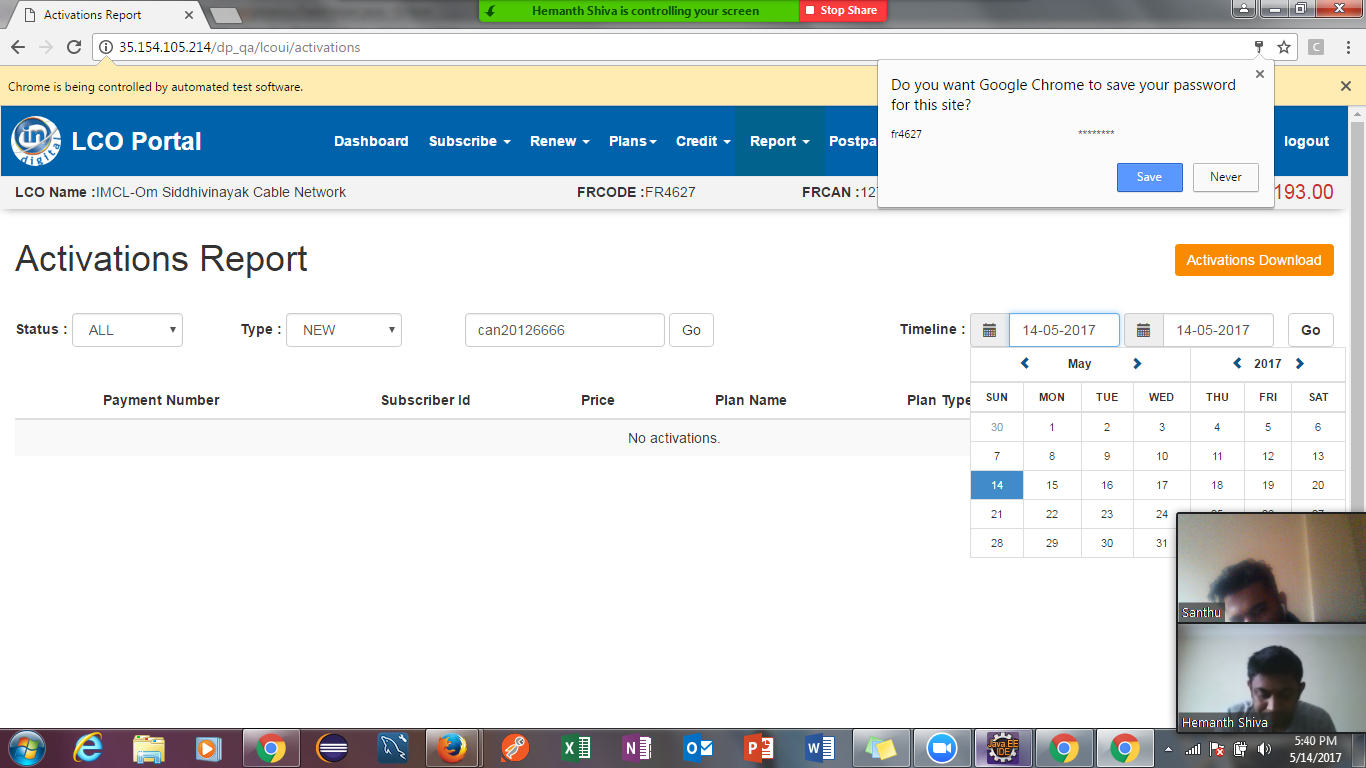 Activations Report
Hemanth Shiva is controlling your screen
Stop Share
35.154.105.214/dp_qa/lcoui/activations
Chrome is being controlled by automated test software.
Do you want Google Chrome to save your password
for this site?
fr4627 ********
Save Never
in digital
LCO Portal
Dashboard Subscribe Renew Plans Credit Report Postpa logout
LCO Name :IMCL-Om Siddhivinayak Cable Network FRCODE :FR4627 FRCAN :12 193.00
Activations Report
Activations Download
Status : ALL Type : NEW can20126666 Go Timeline : 14-05-2017 14-05-2017 Go
May 2017
SUN MON TUE WED THU FRI SAT
Payment Number Subscriber Id Price Plan Name Plan Type
No activations.
30 1 2 3 4 5 6
7 8 9 10 11 12 13
14 15 16 17 18 19 20
21 22 23 24
28 29 30 31
Santhu
Hemanth Shiva
Java EE
IDE
5:40 PM
5/14/2017